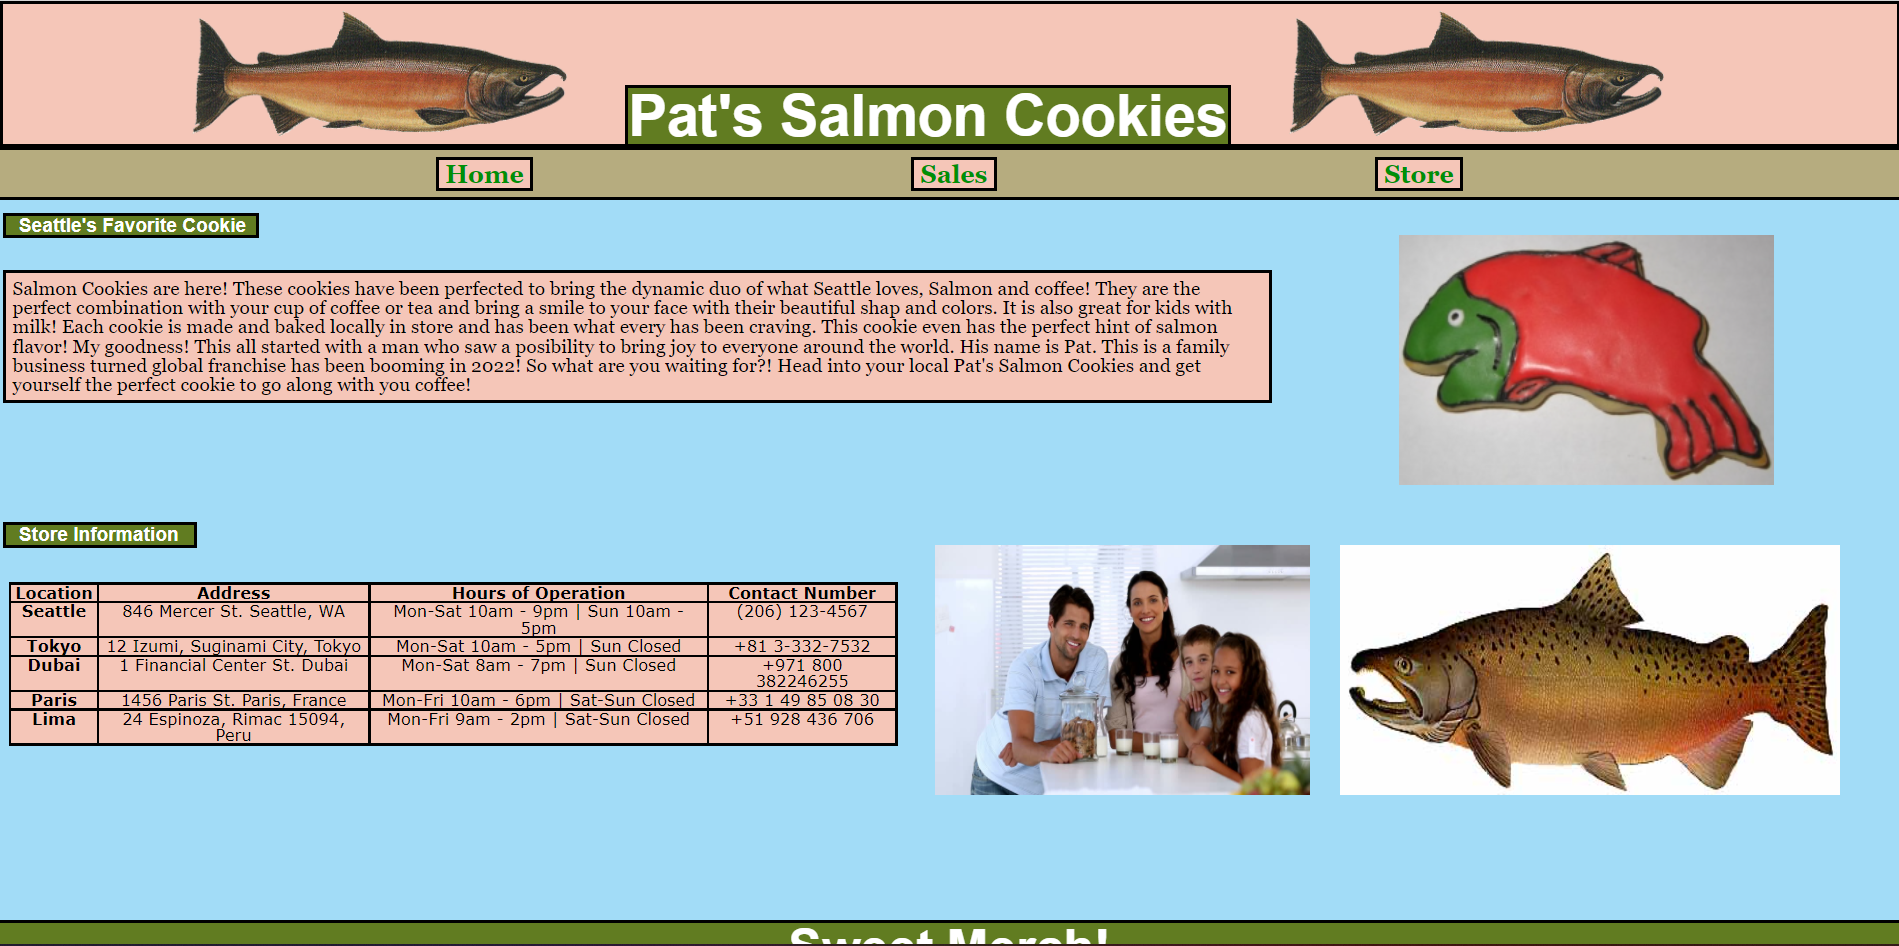 Pat's Salmon Cookies
Home Sales Store
Seattle's Favorite Cookie
Salmon Cookies are here! These cookies have been perfected to bring the dynamic duo of what Seattle loves, Salmon and coffee! They are the
perfect combination with your cup of coffee or tea and bring a smile to your face with their beautiful shap and colors. It is also great for kids with
milk! Each cookie is made and baked locally in store and has been what every has been craving. This cookie even has the perfect hint of salmon
flavor! My goodness! This all started with a man who saw a posibility to bring joy to everyone around the world. His name is Pat. This is a family
business turned global franchise has been booming in 2022! So what are you waiting for?! Head into your local Pat's Salmon Cookies and get
yourself the perfect cookie to go along with you coffee!
Store Information
Location Address Hours of Operation Contact Number
Seattle 846 Mercer St. Seattle, WA Mon-Sat 10am - 9pm | Sun 10am - (206) 123-4567
5pm
Tokyo 12 Izumi, Suginami City, Tokyo Mon-Sat 10am - 5pm | Sun Closed +81 3-332-7532
Dubai 1 Financial Center St. Dubai Mon-Sat 8am - 7pm | Sun Closed +971 800
382246255
Paris 1456 Paris St. Paris, France Mon-Fri 10am - 6pm | Sat-Sun Closed +33 1 49 85 08 30
Lima 24 Espinoza, Rimac 15094, Mon-Fri 9am - 2pm | Sat-Sun Closed +51 928 436 706
Peru
Sweet Merch!